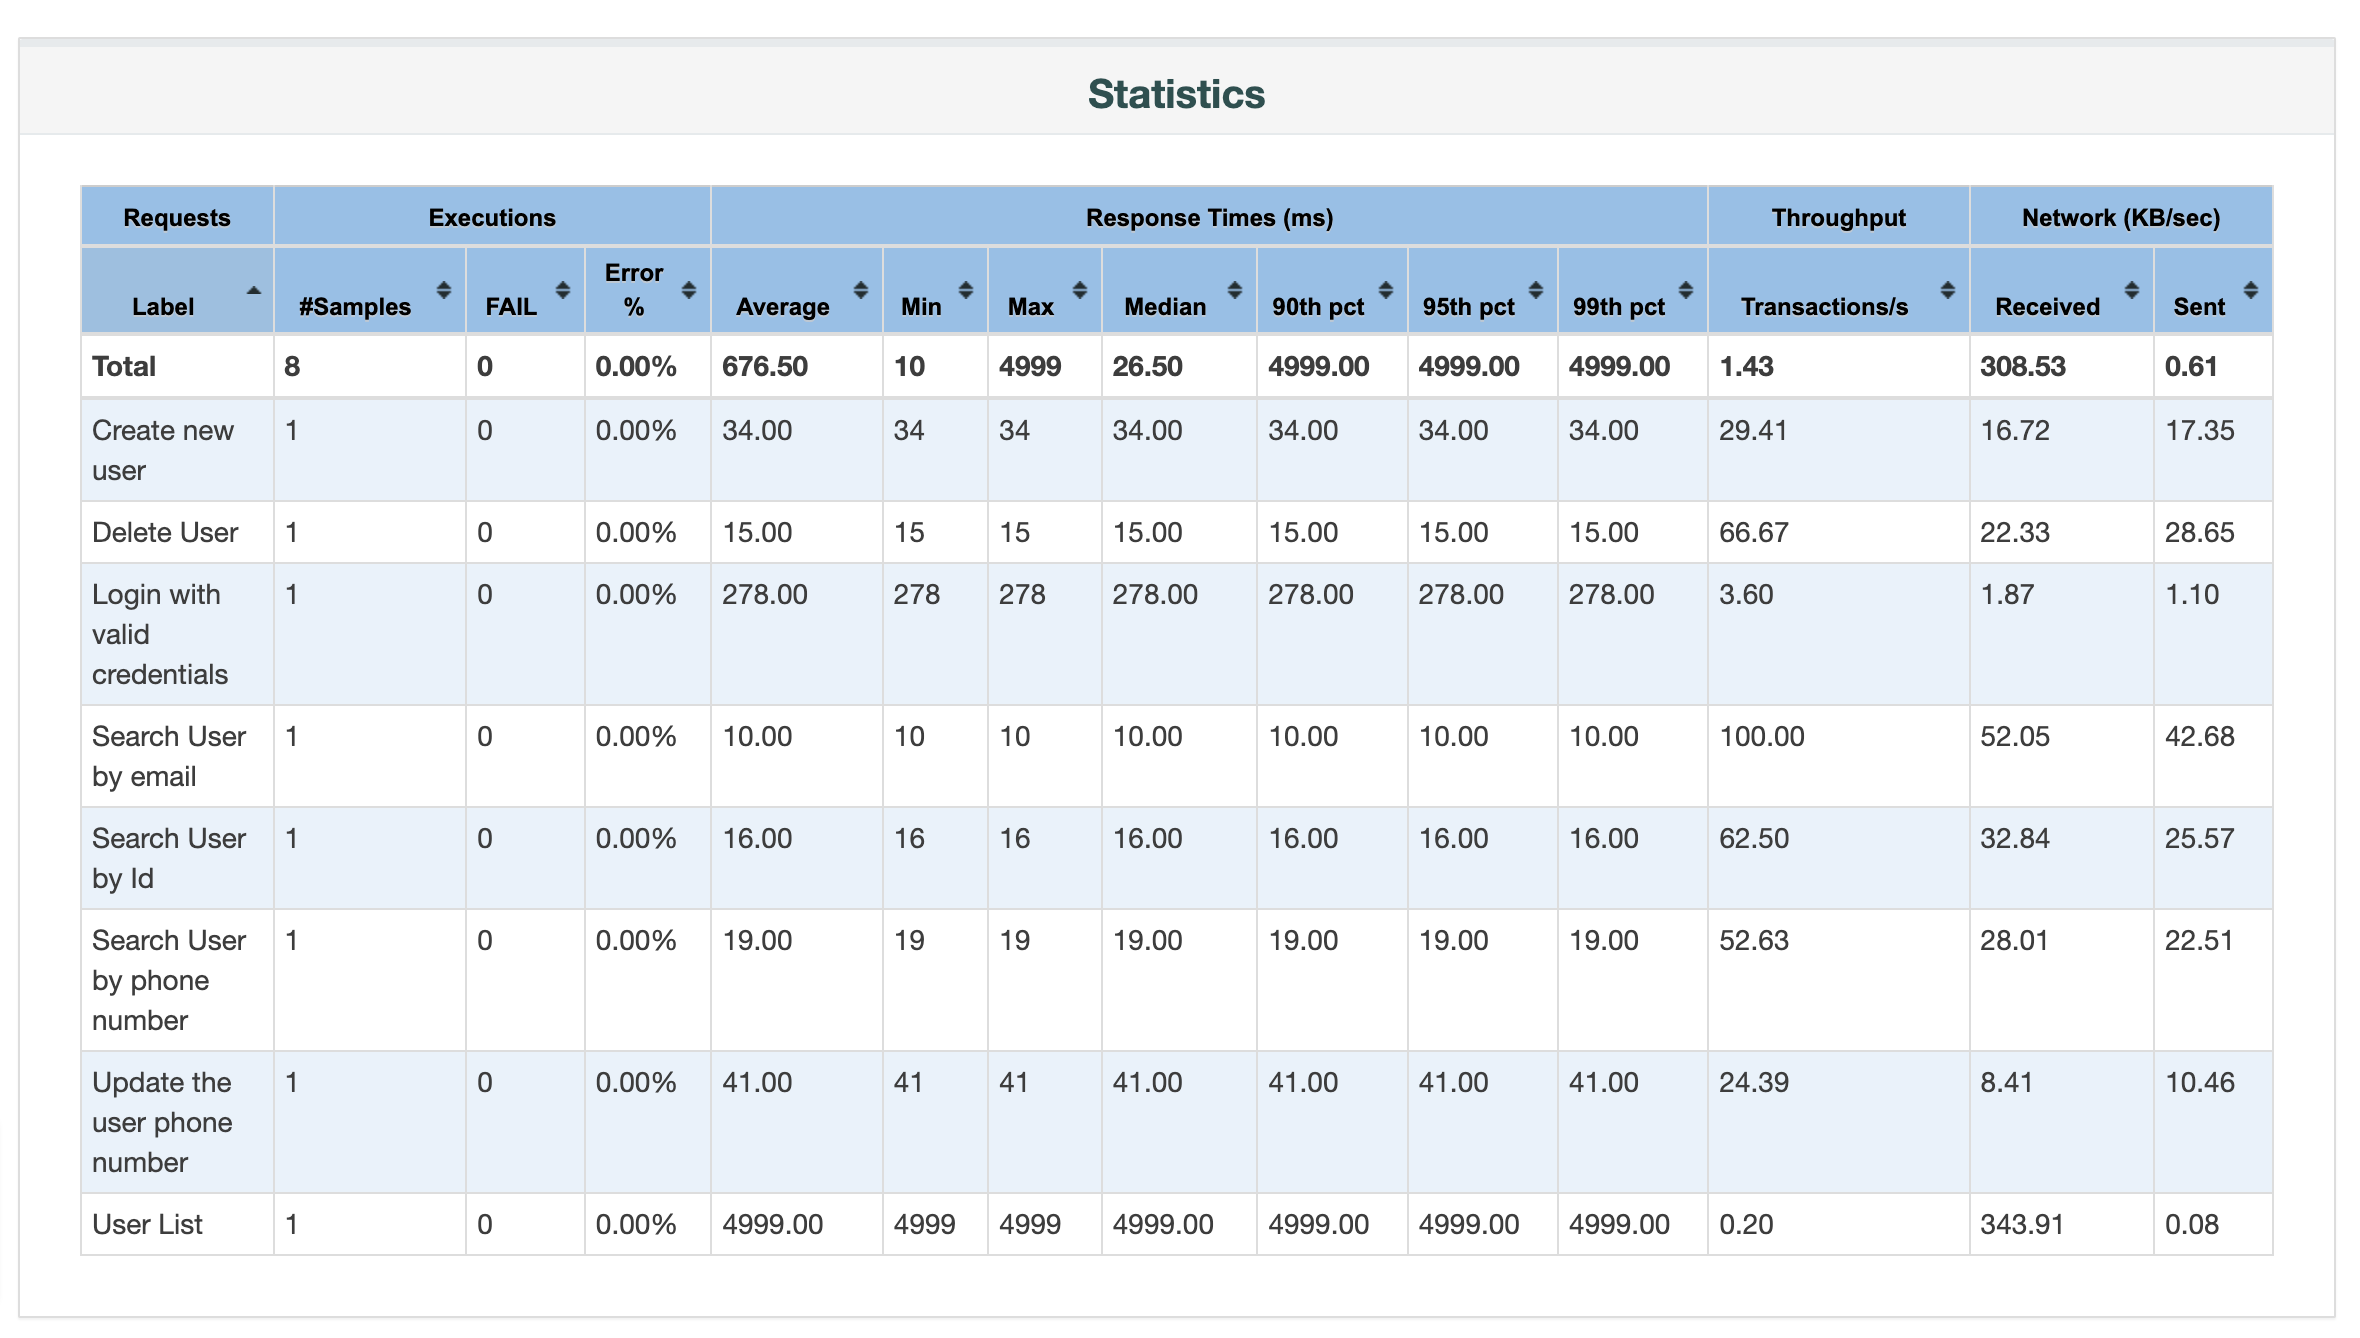 Statistics
Requests Executions Response Times (ms) Throughput Network (KB/sec)
Label #Samples FAIL Error % Average Min Max Median 90th pct 95th pct 99th pct Transactions/s Received Sent
Total 8 0 0.00% 676.50 10 4999 26.50 4999.00 4999.00 4999.00 1.43 308.53 0.61
Create new user 1 0 0.00% 34.00 34 34 34.00 34.00 34.00 34.00 29.41 16.72 17.35
Delete User 1 0 0.00% 15.00 15 15 15.00 15.00 15.00 15.00 66.67 22.33 28.65
Login with valid credentials 1 0 0.00% 278.00 278 278 278.00 278.00 278.00 278.00 3.60 1.87 1.10
Search User by email 1 0 0.00% 10.00 10 10 10.00 10.00 10.00 10.00 100.00 52.05 42.68
Search User by Id 1 0 0.00% 16.00 16 16 16.00 16.00 16.00 16.00 62.50 32.84 25.57
Search User by phone number 1 0 0.00% 19.00 19 19 19.00 19.00 19.00 19.00 52.63 28.01 22.51
Update the user phone number 1 0 0.00% 41.00 41 41 41.00 41.00 41.00 41.00 24.39 8.41 10.46
User List 1 0 0.00% 4999.00 4999 4999 4999.00 4999.00 4999.00 4999.00 0.20 343.91 0.08